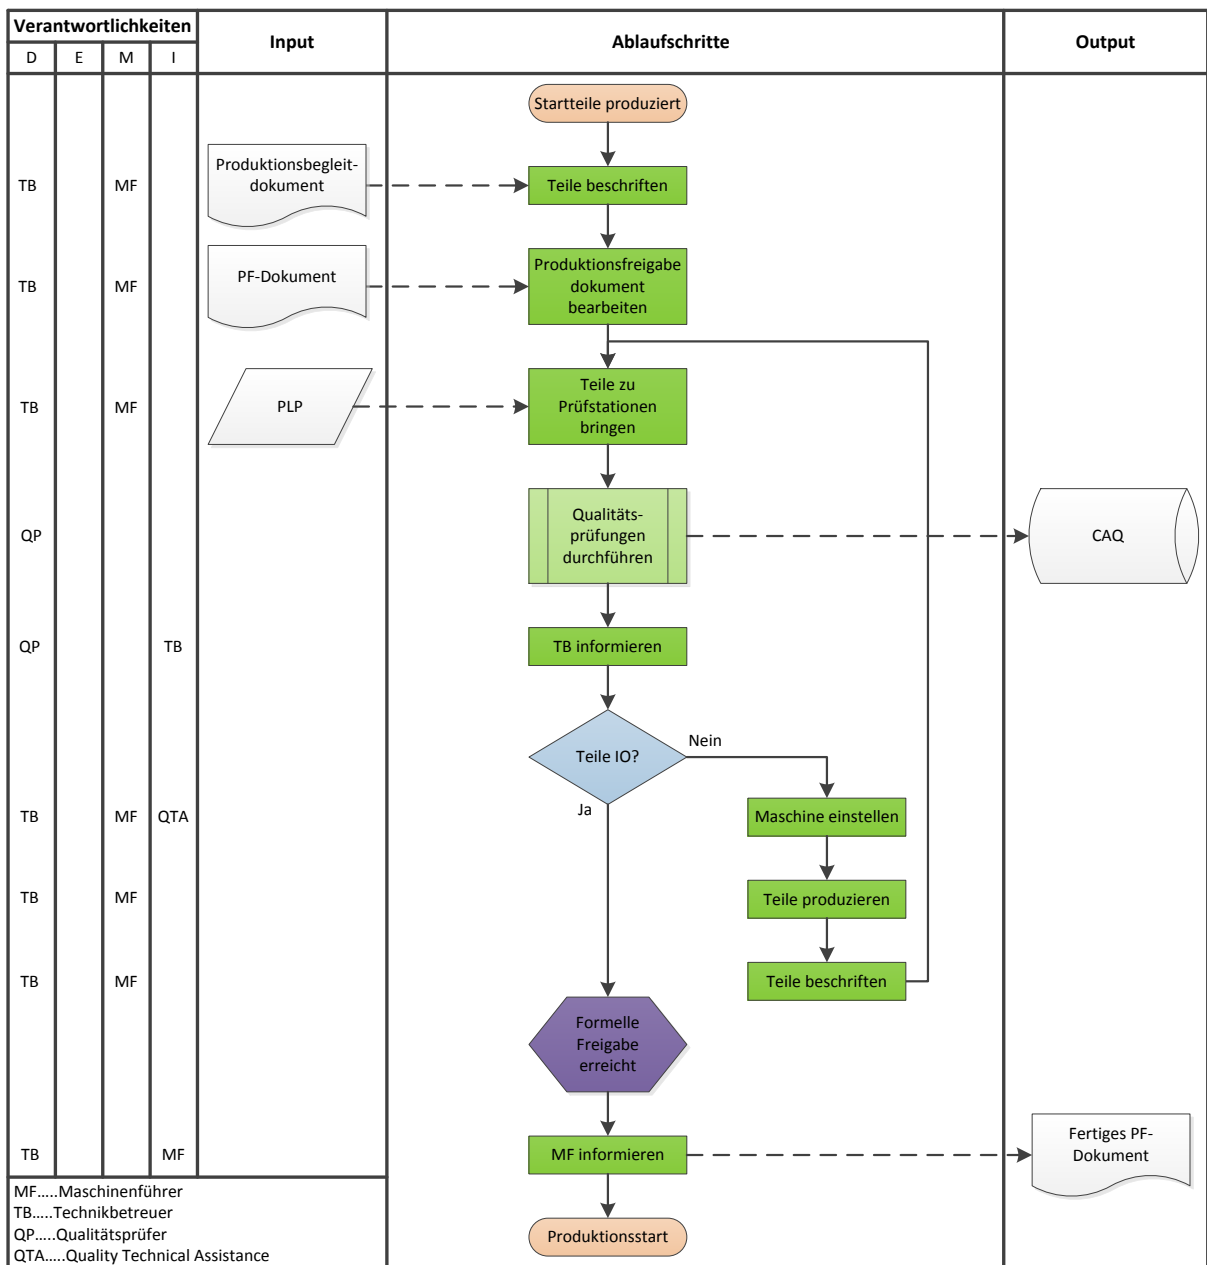 Verantwortlichkeiten
D E M I
Input
Ablaufschritte
Output
Startteile produziert
TB MF
Produktionsbegleit-
dokument
Teile beschriften
TB MF
PF-Dokument
Produktionsfreigabe
dokument
bearbeiten
TB MF
PLP
Teile zu
Prüfstationen
bringen
QP
Qualitäts-
prüfungen
durchführen
CAQ
QP TB
TB informieren
Teile IO?
Nein
Ja
TB MF QTA
Maschine einstellen
TB MF
Teile produzieren
TB MF
Teile beschriften
Formelle
Freigabe
erreicht
TB MF
MF informieren
Fertiges PF-
Dokument
MF.....Maschinenführer
TB.....Technikbetreuer
QP.....Qualitätsprüfer
QTA.....Quality Technical Assistance
Produktionsstart